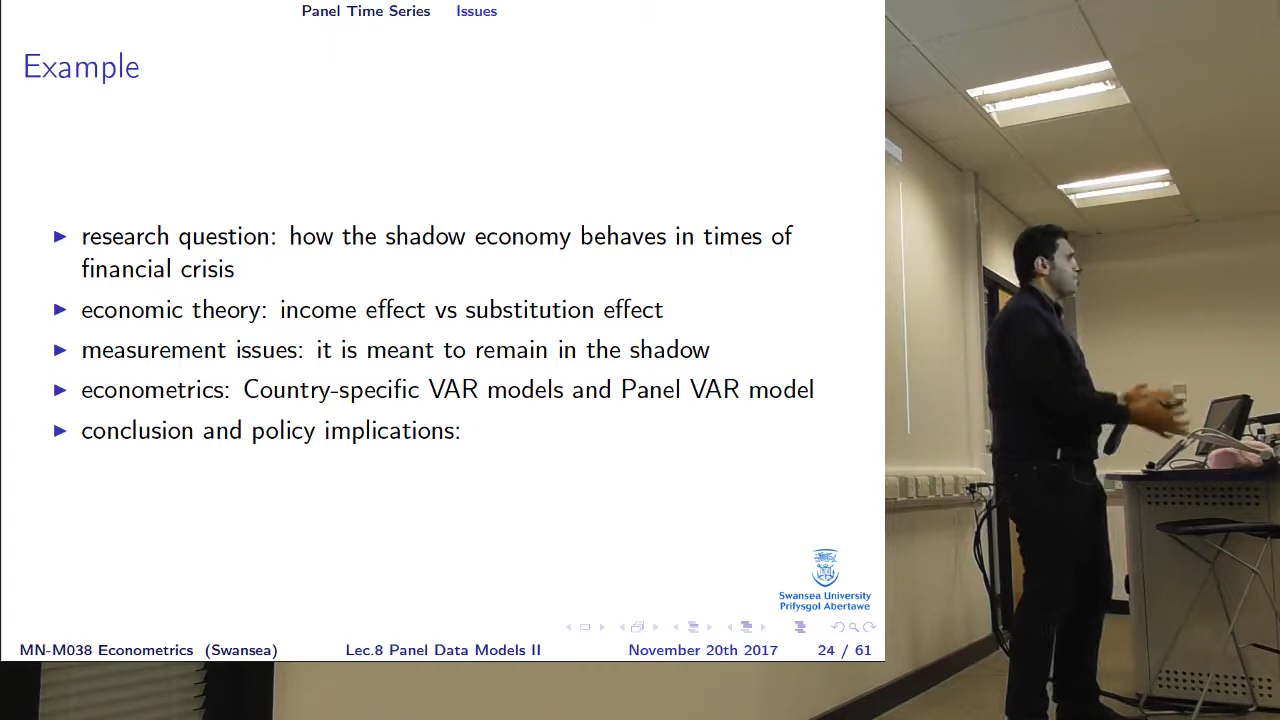 Panel Time Series Issues
Example
research question: how the shadow economy behaves in times of
financial crisis
economic theory: income effect vs substitution effect
measurement issues: it is meant to remain in the shadow
econometrics: Country-specific VAR models and Panel VAR model
conclusion and policy implications:
Swansea University
Prifysgol Abertawe
MN-M038 Econometrics (Swansea) Lec.8 Panel Data Models II November 20th 2017 24 / 61